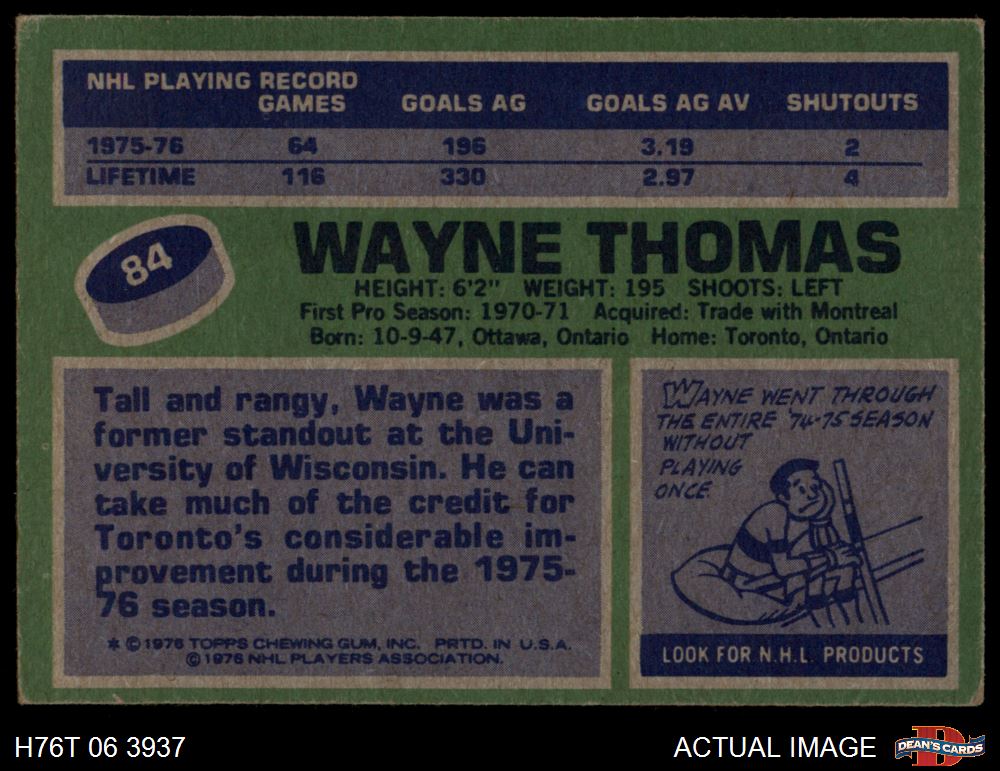 NHL PLAYING RECORD
GAMES GOALS AG GOALS AG AV SHUTOUTS
1975-76 64 196 3.19 2
LIFETIME 116 330 2.97 4
84
WAYNE THOMAS
HEIGHT: 6'2" WEIGHT: 195 SHOOTS: LEFT
First Pro Season: 1970-71 Acquired: Trade with Montreal
Born: 10-9-47, Ottawa, Ontario Home: Toronto, Ontario
Tall and rangy, Wayne was a
former standout at the Uni-
versity of Wisconsin. He can
take much of the credit for
Toronto's considerable im-
provement during the 1975-
76 season.
* © 1976 TOPPS CHEWING GUM, INC. PRTD. IN U.S.A.
© 1976 NHL PLAYERS ASSOCIATION.
WAYNE WENT THROUGH
THE ENTIRE '74-75 SEASON
WITHOUT
PLAYING
ONCE.
LOOK FOR N.H.L. PRODUCTS
H76T 06 3937
ACTUAL IMAGE
D
DEAN'S CARDS